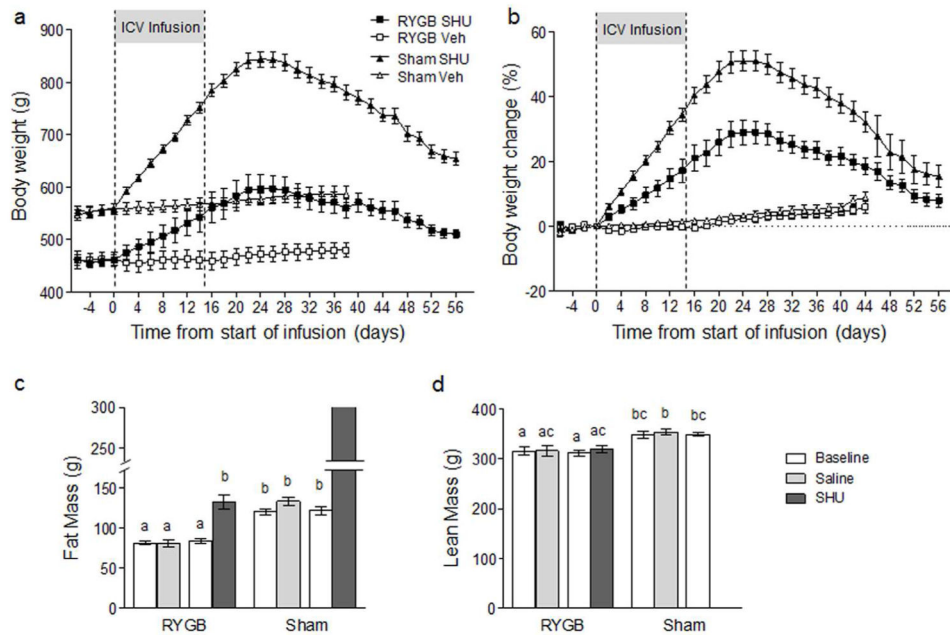 a
ICV Infusion
RYGB SHU
RYGB Veh
Sham SHU
Sham Veh
900
800
700
600
500
400
Body weight (g)
-4 0 4 8 12 16 20 24 28 32 36 40 44 48 52 56
Time from start of infusion (days)
b
ICV Infusion
60
40
20
0
-20
Body weight change (%)
-4 0 4 8 12 16 20 24 28 32 36 40 44 48 52 56
Time from start of infusion (days)
c
300
250
150
100
50
0
Fat Mass (g)
a a a b b b b
RYGB Sham
d
400
300
200
100
0
Lean Mass (g)
a ac a ac bc b bc
RYGB Sham
Baseline
Saline
SHU